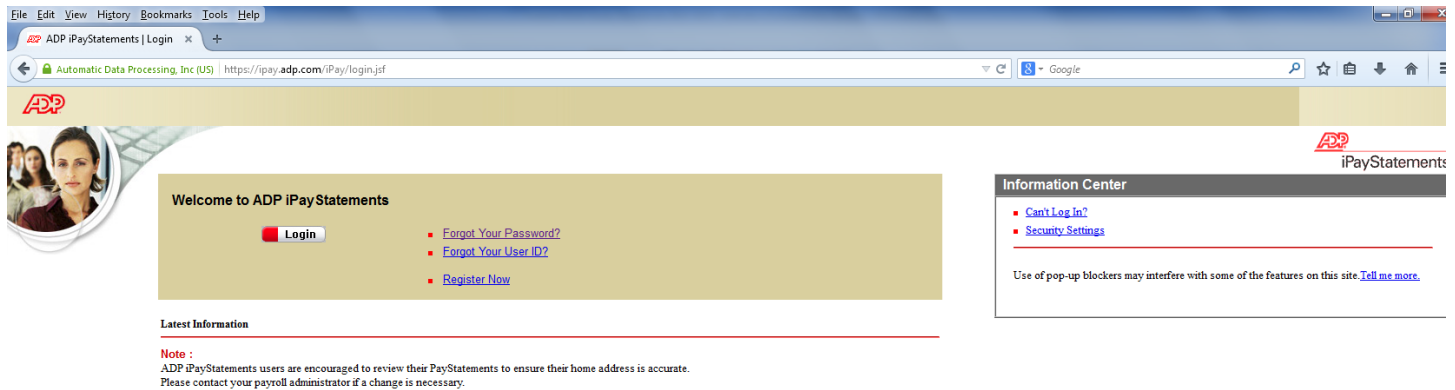 File Edit View History Bookmarks Tools Help
ADP ADP iPayStatements | Login × +
Automatic Data Processing, Inc (US) https://ipay.adp.com/iPay/login.jsf 8 Google
ADP
ADP
iPayStatements
Welcome to ADP iPayStatements
Login
Forgot Your Password?
Forgot Your User ID?
Register Now
Information Center
Can't Log In?
Security Settings
Use of pop-up blockers may interfere with some of the features on this site.Tell me more.
Latest Information
Note :
ADP iPayStatements users are encouraged to review their PayStatements to ensure their home address is accurate.
Please contact your payroll administrator if a change is necessary.